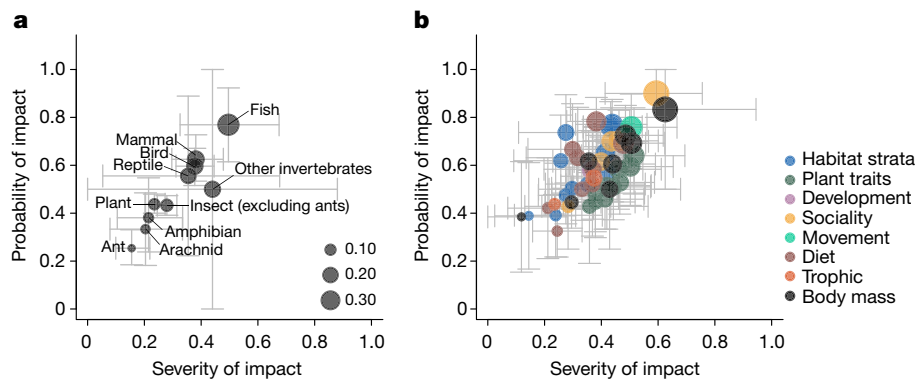 a
Probability of impact
1.0
0.8
0.6
0.4
0.2
0
Fish
Mammal
Bird
Reptile
Other invertebrates
Plant
Insect (excluding ants)
Amphibian
Arachnid
Ant
0.10
0.20
0.30
0 0.2 0.4 0.6 0.8 1.0
Severity of impact
b
Probability of impact
1.0
0.8
0.6
0.4
0.2
0
0 0.2 0.4 0.6 0.8 1.0
Severity of impact
Habitat strata
Plant traits
Development
Sociality
Movement
Diet
Trophic
Body mass